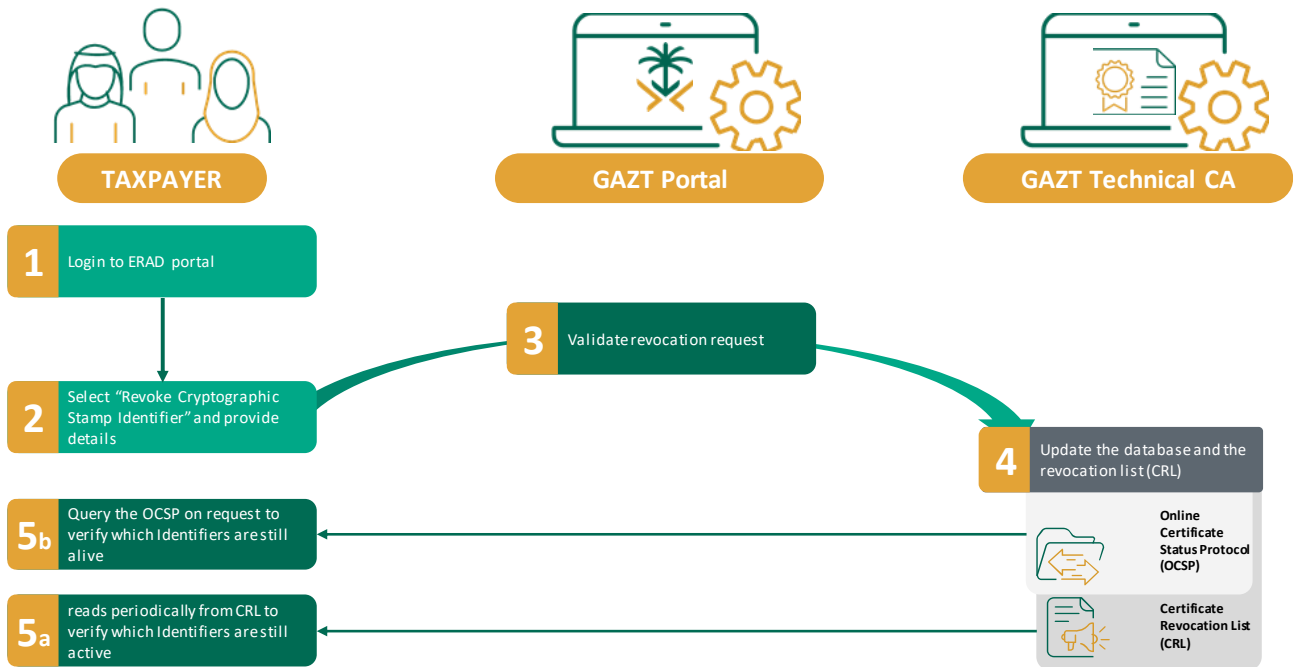 TAXPAYER
GAZT Portal
GAZT Technical CA
1
Login to ERAD portal
2
Select “Revoke Cryptographic
Stamp Identifier” and provide
details
3
Validate revocation request
4
Update the database and the
revocation list (CRL)
5b
Query the OCSP on request to
verify which Identifiers are still
alive
Online
Certificate
Status Protocol
(OCSP)
5a
reads periodically from CRL to
verify which Identifiers are still
active
Certificate
Revocation List
(CRL)